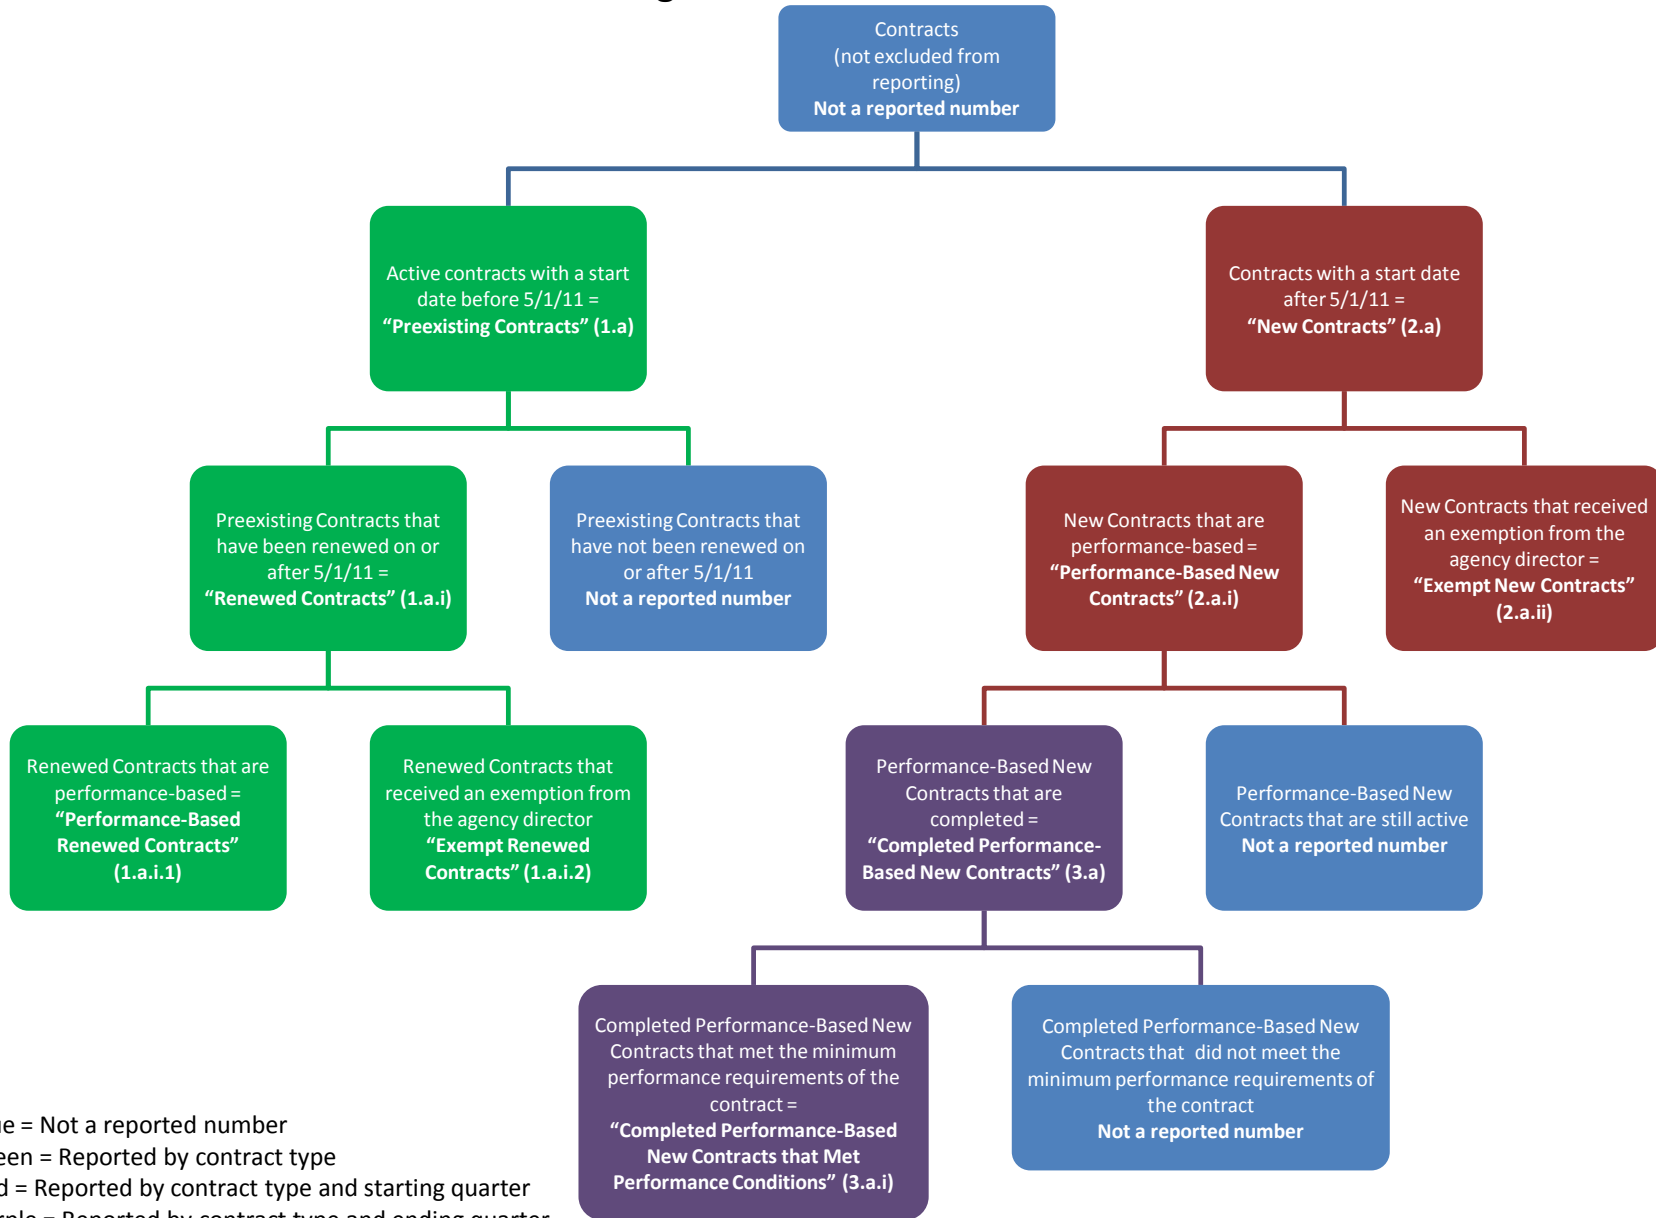 Contracts
(not excluded from
reporting)
Not a reported number
Active contracts with a start
date before 5/1/11 =
“Preexisting Contracts” (1.a)
Contracts with a start date
after 5/1/11 =
“New Contracts” (2.a)
Preexisting Contracts that
have been renewed on or
after 5/1/11 =
“Renewed Contracts” (1.a.i)
Preexisting Contracts that
have not been renewed on
or after 5/1/11
Not a reported number
New Contracts that are
performance-based =
“Performance-Based New
Contracts” (2.a.i)
New Contracts that received
an exemption from the
agency director =
“Exempt New Contracts”
(2.a.ii)
Renewed Contracts that are
performance-based =
“Performance-Based
Renewed Contracts”
(1.a.i.1)
Renewed Contracts that
received an exemption from
the agency director
“Exempt Renewed
Contracts” (1.a.i.2)
Performance-Based New
Contracts that are
completed =
“Completed Performance-
Based New Contracts” (3.a)
Performance-Based New
Contracts that are still active
Not a reported number
Completed Performance-Based New
Contracts that met the minimum
performance requirements of the
contract =
“Completed Performance-Based
New Contracts that Met
Performance Conditions” (3.a.i)
Completed Performance-Based New
Contracts that did not meet the
minimum performance requirements of
the contract
Not a reported number
= Not a reported number
= Reported by contract type
= Reported by contract type and starting quarter
= Reported by contract type and ending quarter